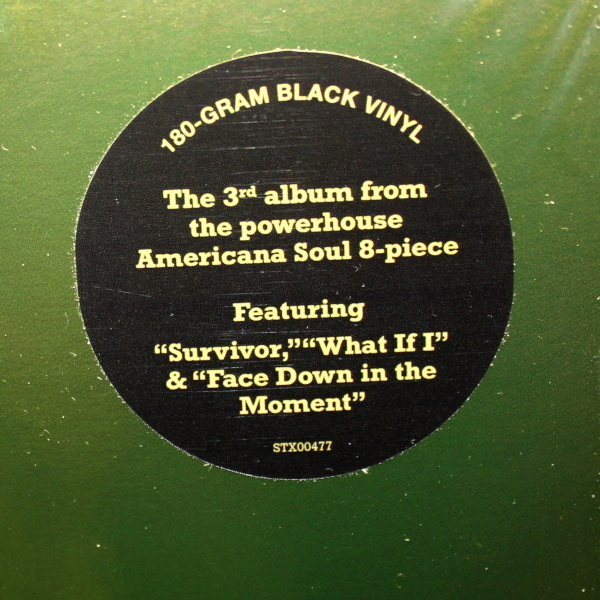 180-GRAM BLACK VINYL
The 3rd album from
the powerhouse
Americana Soul 8-piece
Featuring
“Survivor,” “What If I”
& “Face Down in the
Moment”
STX00477